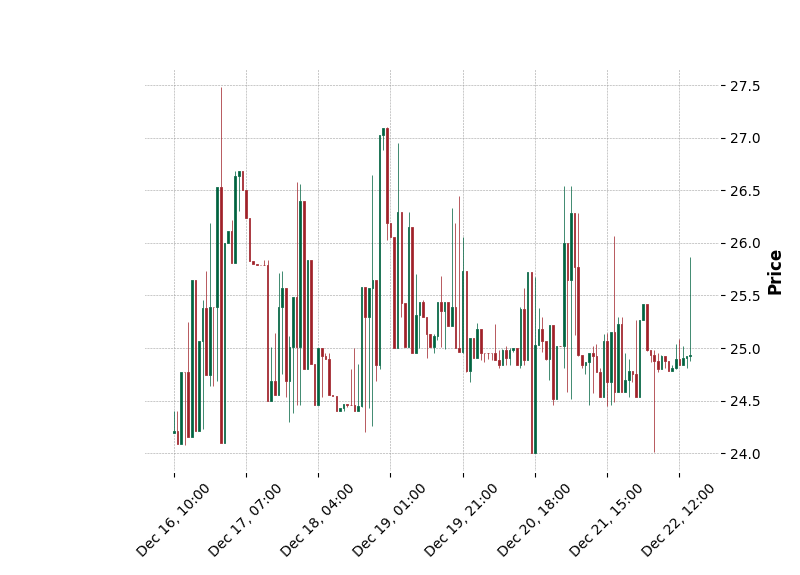 27.5
27.0
26.5
26.0
25.5
25.0
24.5
24.0
Price
Dec 16, 10:00
Dec 17, 07:00
Dec 18, 04:00
Dec 19, 01:00
Dec 19, 21:00
Dec 20, 18:00
Dec 21, 15:00
Dec 22, 12:00